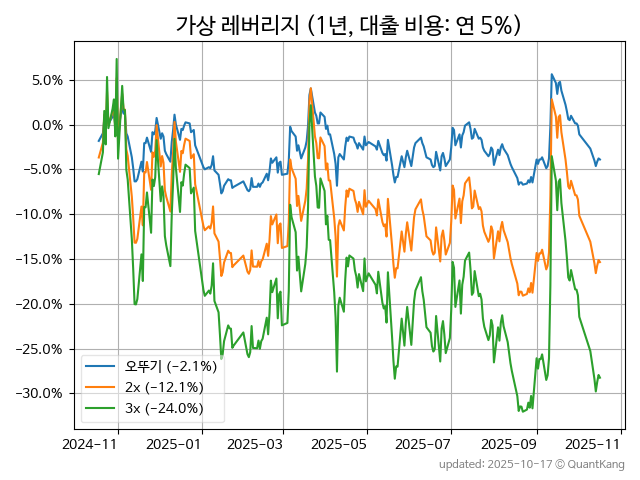 가상 레버리지 (1년, 대출 비용: 연 5%)
5.0%
0.0%
-5.0%
-10.0%
-15.0%
-20.0%
-25.0%
-30.0%
오뚜기 (-2.1%)
2x (-12.1%)
3x (-24.0%)
2024-11 2025-01 2025-03 2025-05 2025-07 2025-09 2025-11
updated: 2025-10-17 © QuantKang